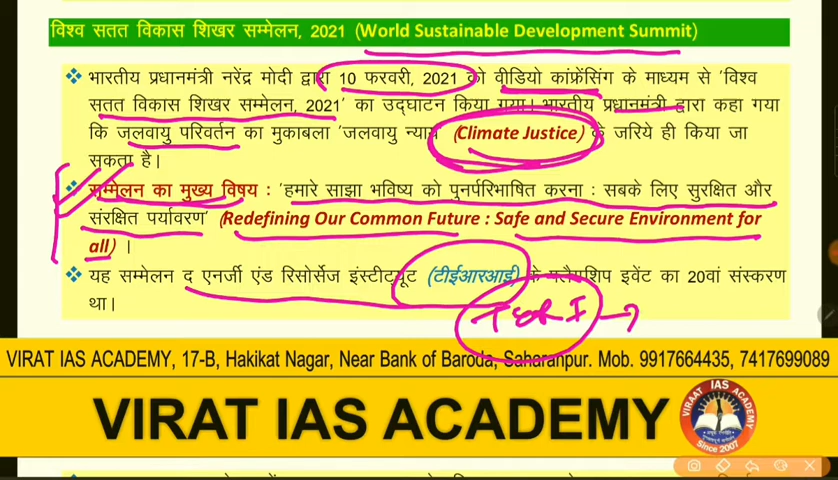 विश्व सतत विकास शिखर सम्मेलन, 2021 (World Sustainable Development Summit)
भारतीय प्रधानमंत्री नरेंद्र मोदी द्वारा 10 फरवरी, 2021 को वीडियो कांफ्रेंसिंग के माध्यम से 'विश्व
सतत विकास शिखर सम्मेलन, 2021' का उद्घाटन किया गया। भारतीय प्रधानमंत्री द्वारा कहा गया
कि जलवायु परिवर्तन का मुकाबला 'जलवायु न्याय (Climate Justice) के जरिये ही किया जा
सकता है।
सम्मेलन का मुख्य विषय : 'हमारे साझा भविष्य को पुनर्परिभाषित करना : सबके लिए सुरक्षित और
संरक्षित पर्यावरण' (Redefining Our Common Future : Safe and Secure Environment for
all) ।
यह सम्मेलन द एनर्जी एंड रिसोर्सेज इंस्टीट्यूट (टीईआरआई) के फ्लैगशिप इवेंट का 20वां संस्करण
था।
TERI →
VIRAT IAS ACADEMY, 17-B, Hakikat Nagar, Near Bank of Baroda, Saharanpur. Mob. 9917664435, 7417699089
VIRAT IAS ACADEMY
VIRAAT IAS ACADEMY
Since 2007